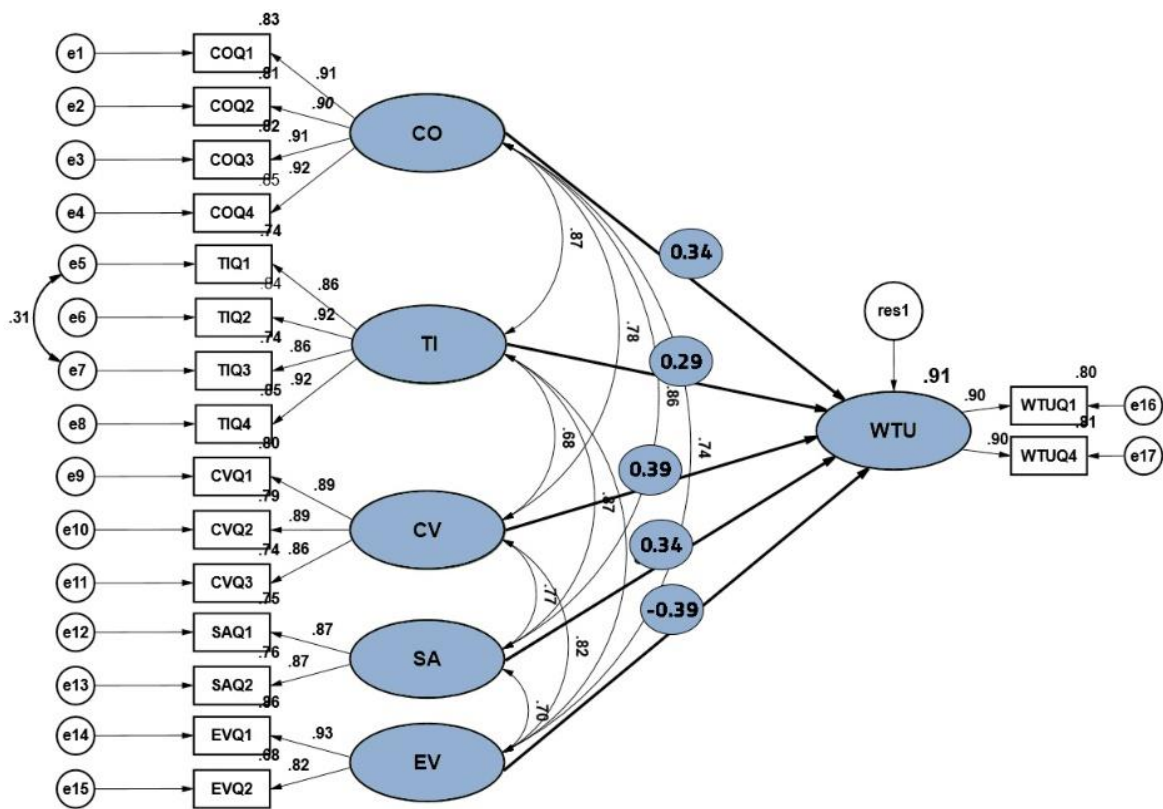 .83
e1 COQ1
.81 .91
e2 COQ2 .90
.82 .91 CO
e3 COQ3
.85 .92
e4 COQ4
.74
e5 TIQ1 .87 0.34
.84 .86
.31 e6 TIQ2 .92 res1
.74 .86 TI .78 0.29
e7 TIQ3
.85 .92 .86 .91 .80
e8 TIQ4 .90 WTUQ1 e16
.80 WTU .81
.68 .74 .90
e9 CVQ1 WTUQ4 e17
.79 .89 0.39
e10 CVQ2 .89 CV .87
.74 .86 0.34
e11 CVQ3
.75 .77 -0.39
e12 SAQ1 .87
.76 SA .82
e13 SAQ2 .87
.86 .70
e14 EVQ1 .93
.68 EV
e15 EVQ2 .82